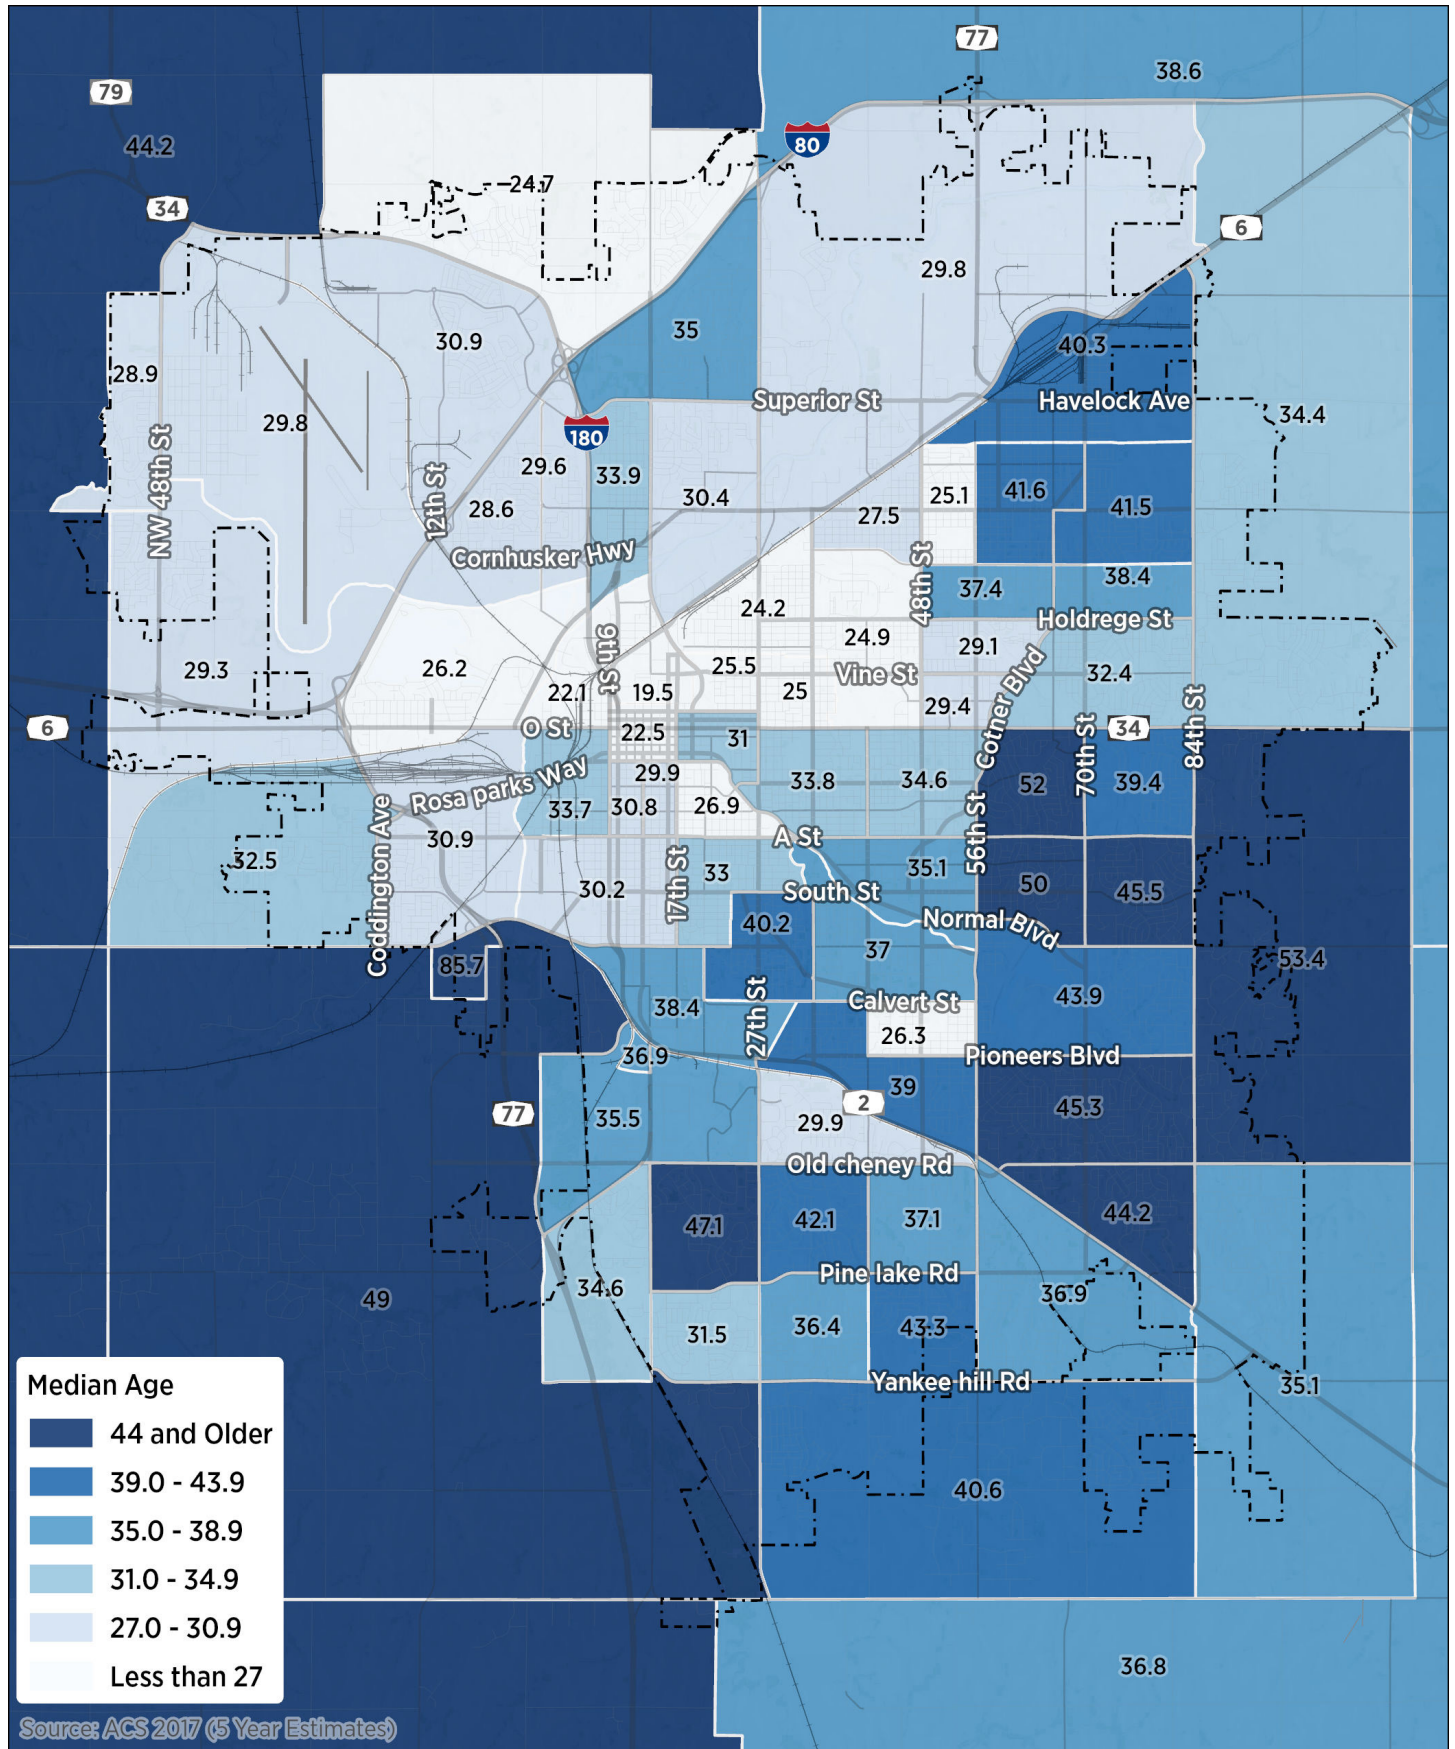 77
38.6
79
80
44.2
24.7
34
6
29.8
35
30.9
40.3
28.9
Superior St
Havelock Ave
34.4
29.8
180
NW 48th St
12th St
29.6
33.9
30.4
25.1
41.6
41.5
28.6
27.5
Cornhusker Hwy
48th St
38.4
37.4
24.2
Holdrege St
24.9
29.1
9th St
25.5
Vine St
32.4
29.3
26.2
22.1
19.5
25
29.4
Cotner Blvd
84th St
6
O St
22.5
31
34
70th St
29.9
33.8
34.6
52
39.4
Rosa parks Way
33.7
30.8
26.9
56th St
Coddington Ave
30.9
A St
32.5
33
35.1
17th St
30.2
South St
50
45.5
40.2
Normal Blvd
37
53.4
85.7
43.9
38.4
27th St
Calvert St
26.3
36.9
Pioneers Blvd
39
2
77
35.5
29.9
45.3
Old cheney Rd
47.1
42.1
37.1
44.2
Pine lake Rd
34.6
36.9
49
31.5
36.4
43.3
Yankee hill Rd
35.1
Median Age
44 and Older
39.0 - 43.9
35.0 - 38.9
31.0 - 34.9
27.0 - 30.9
Less than 27
40.6
36.8
Source: ACS 2017 (5 Year Estimates)